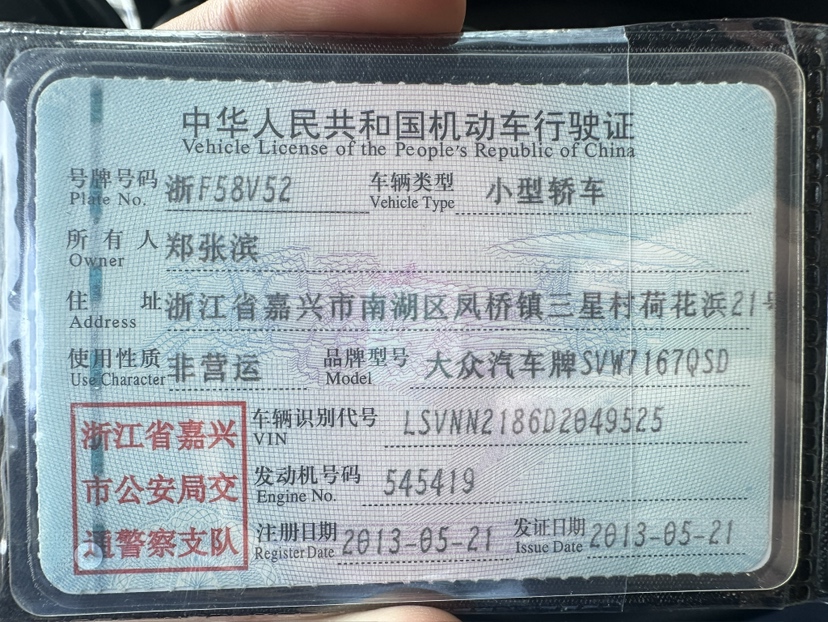 中华人民共和国机动车行驶证
Vehicle License of the People's Republic of China
号牌号码 浙F58V52 车辆类型 小型轿车
Plate No. Vehicle Type
所有人 郑张滨
Owner
住址 浙江省嘉兴市南湖区凤桥镇三星村荷花浜21号
Address
使用性质 非营运 品牌型号 大众汽车牌SVW7167QSD
Use Character Model
浙江省嘉兴
市公安局交
通警察支队
车辆识别代号 LSVNN2186D2049525
VIN
发动机号码 545419
Engine No.
注册日期 2013-05-21 发证日期 2013-05-21
Register Date Issue Date